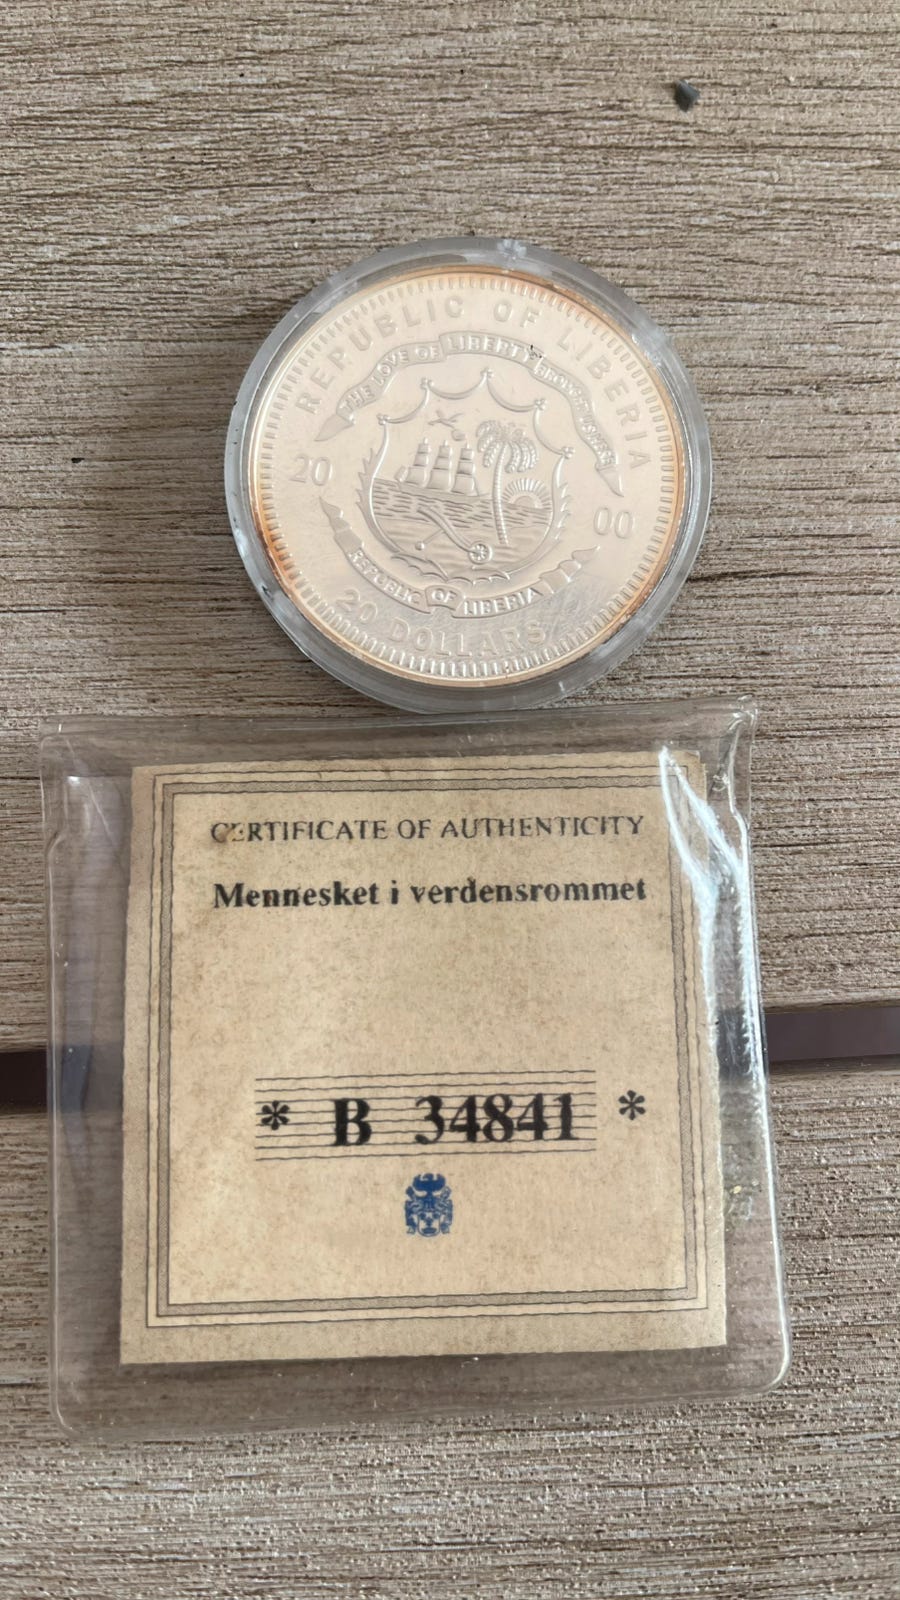 REPUBLIC OF LIBERIA
THE LOVE OF LIBERTY BROUGHT US HERE
20 00
REPUBLIC OF LIBERIA
20 DOLLARS
CERTIFICATE OF AUTHENTICITY
Mennesket i verdensrommet
* B 34841 *